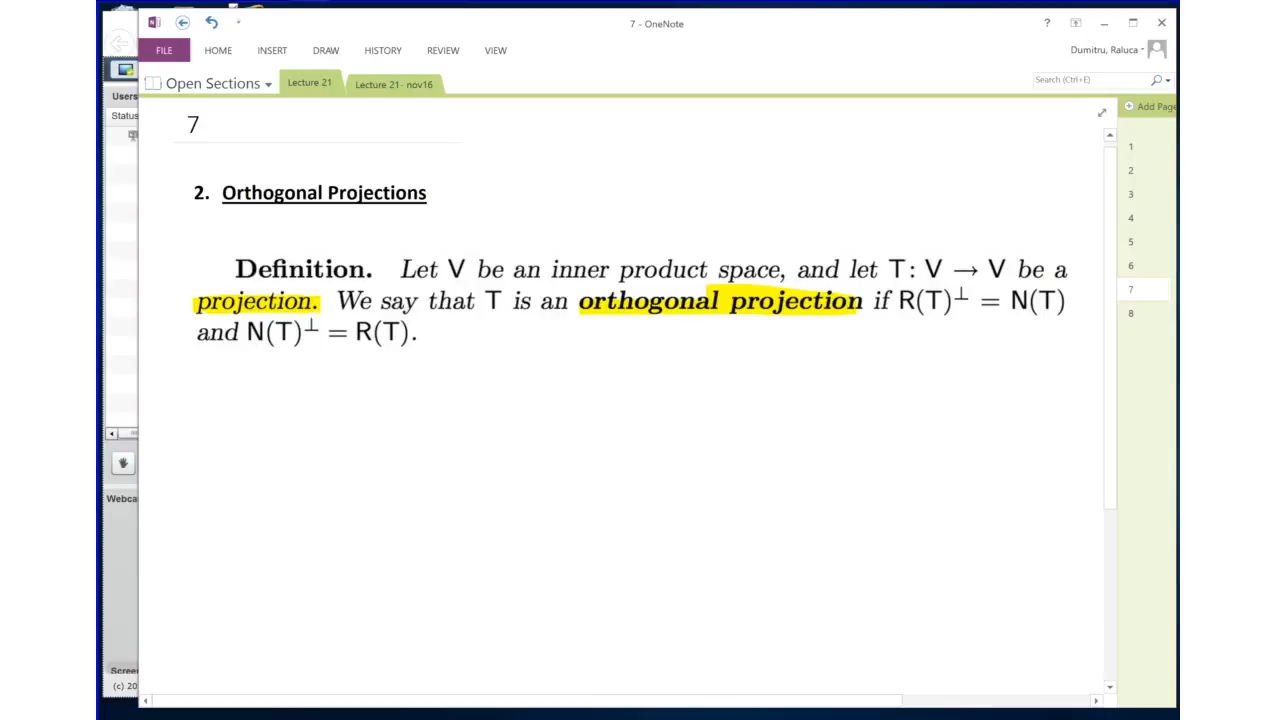 7 - OneNote
?
Dumitru, Raluca
FILE HOME INSERT DRAW HISTORY REVIEW VIEW
Open Sections Lecture 21 Lecture 21- nov16
Search (Ctrl+E)
Users
Add Page
Status
7
1
2
3
4
5
6
7
8
2. Orthogonal Projections
Definition. Let V be an inner product space, and let T: V → V be a
projection. We say that T is an orthogonal projection if R(T)⊥ = N(T)
and N(T)⊥ = R(T).
Webca
Screen
(c) 20